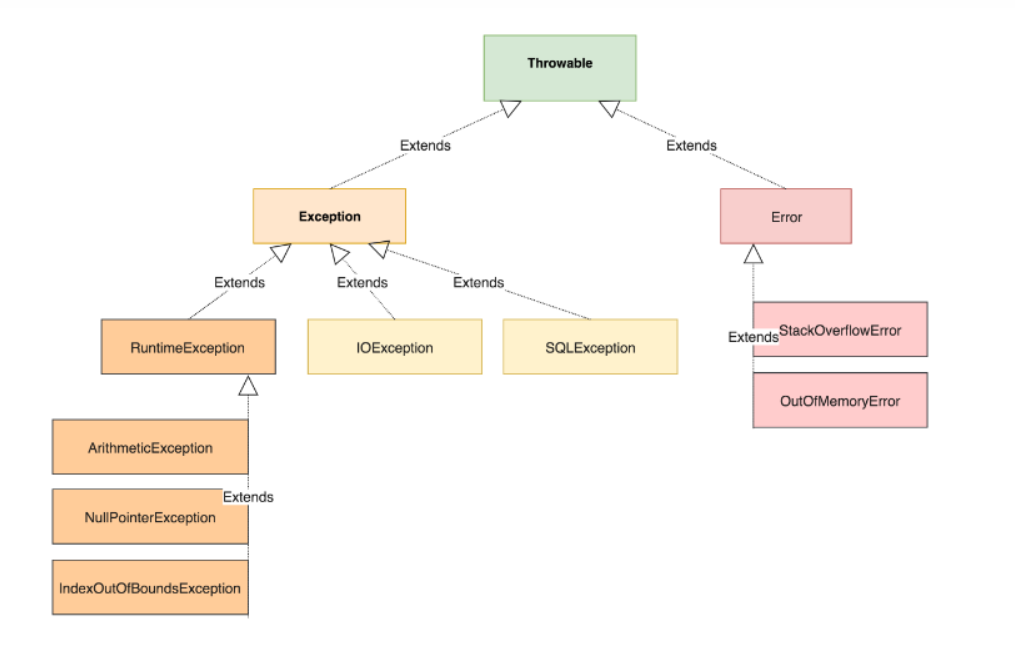 Throwable
Extends
Extends
Exception
Error
Extends
Extends
Extends
RuntimeException
IOException
SQLException
Extends
StackOverflowError
OutOfMemoryError
ArithmeticException
Extends
NullPointerException
IndexOutOfBoundsException